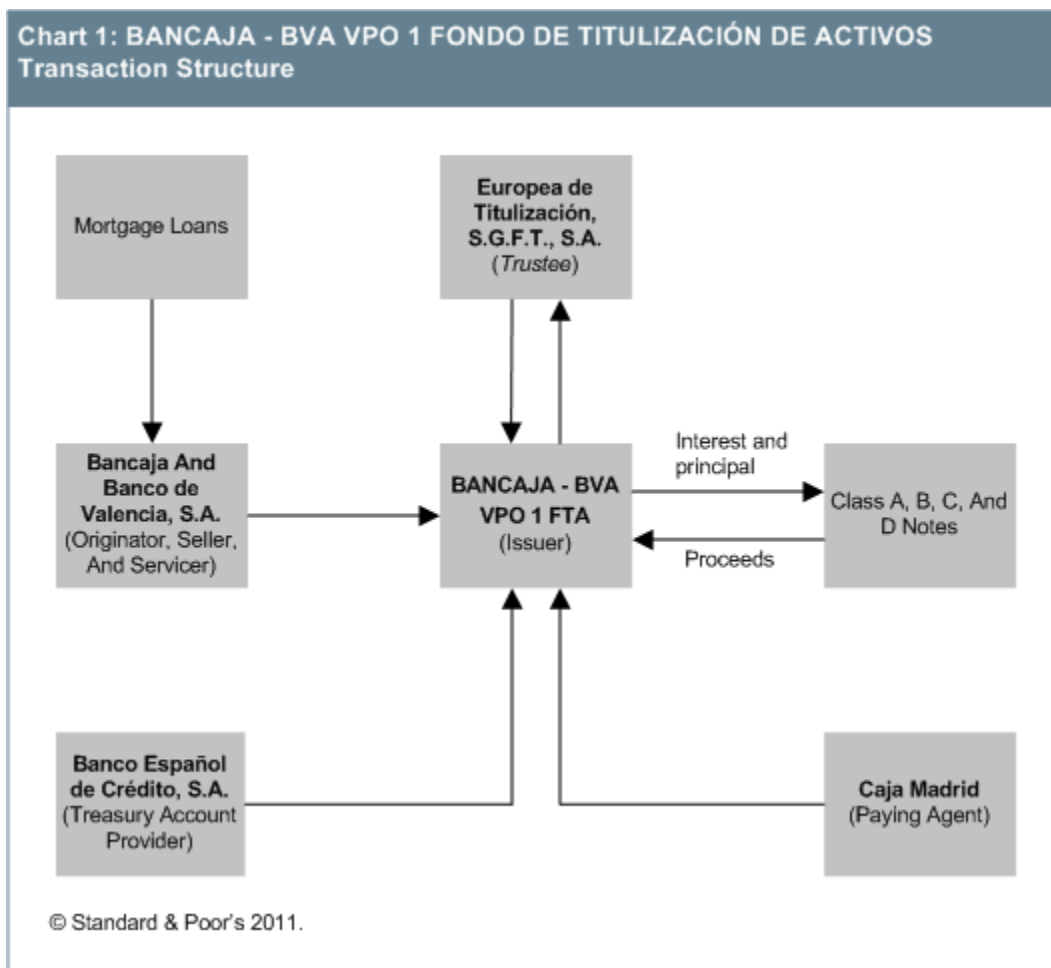 Chart 1: BANCAJA - BVA VPO 1 FONDO DE TITULIZACIÓN DE ACTIVOS
Transaction Structure
Mortgage Loans
Europea de
Titulización,
S.G.F.T., S.A.
(Trustee)
Bancaja And
Banco de
Valencia, S.A.
(Originator, Seller,
And Servicer)
BANCAJA - BVA
VPO 1 FTA
(Issuer)
Interest and
principal
Proceeds
Class A, B, C, And
D Notes
Banco Español
de Crédito, S.A.
(Treasury Account
Provider)
Caja Madrid
(Paying Agent)
© Standard & Poor's 2011.